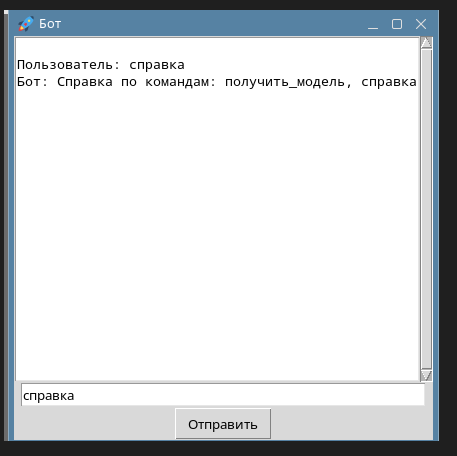 Бот
Пользователь: справка
Бот: Справка по командам: получить_модель, справка
справка
Отправить